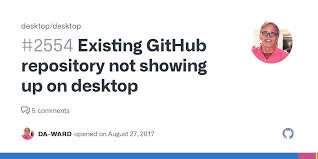 desktop/desktop
#2554 Existing GitHub
repository not showing
up on desktop
5 comments
DA-WARD opened on August 27, 2017